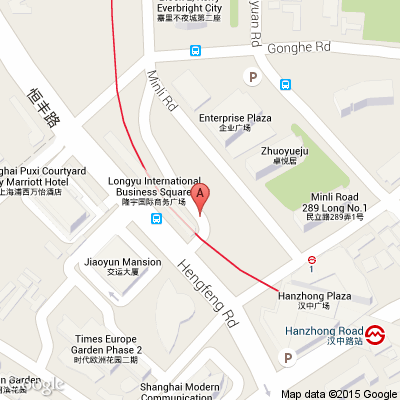 Everbright City
嘉里不夜城第二座
yuan Rd
Gonghe Rd
P
恒丰路
Minli Rd
Enterprise Plaza
企业广场
Zhuoyueju
卓悦居
hai Puxi Courtyard
y Marriott Hotel
上海浦西万怡酒店
Longyu International
Business Square
隆宇国际商务广场
A
Minli Road
289 Long No.1
民立路289弄1号
Jiaoyun Mansion
交运大厦
1
Hengfeng Rd
Hanzhong Plaza
汉中广场
Hanzhong Road
汉中路站
Times Europe
Garden Phase 2
时代欧洲花园二期
P
n Garden
宾花园
Shanghai Modern
Communication
map data ©2015 Google